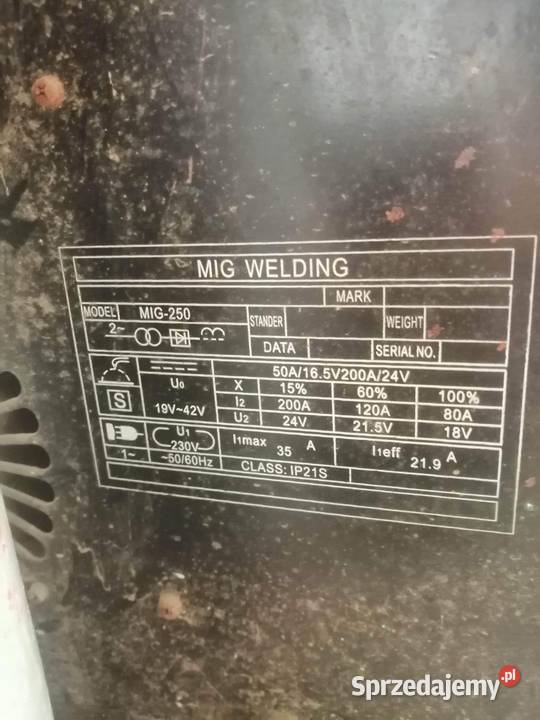 MIG WELDING
MARK
MODEL MIG-250 STANDER WEIGHT
2~
DATA SERIAL NO.
50A/16.5V200A/24V
U0 X 15% 60% 100%
S 19V~42V I2 200A 120A 80A
U2 24V 21.5V 18V
1~ U1 230V ~50/60Hz I1max 35 A I1eff 21.9 A
CLASS: IP21S
Sprzedajemy.pl